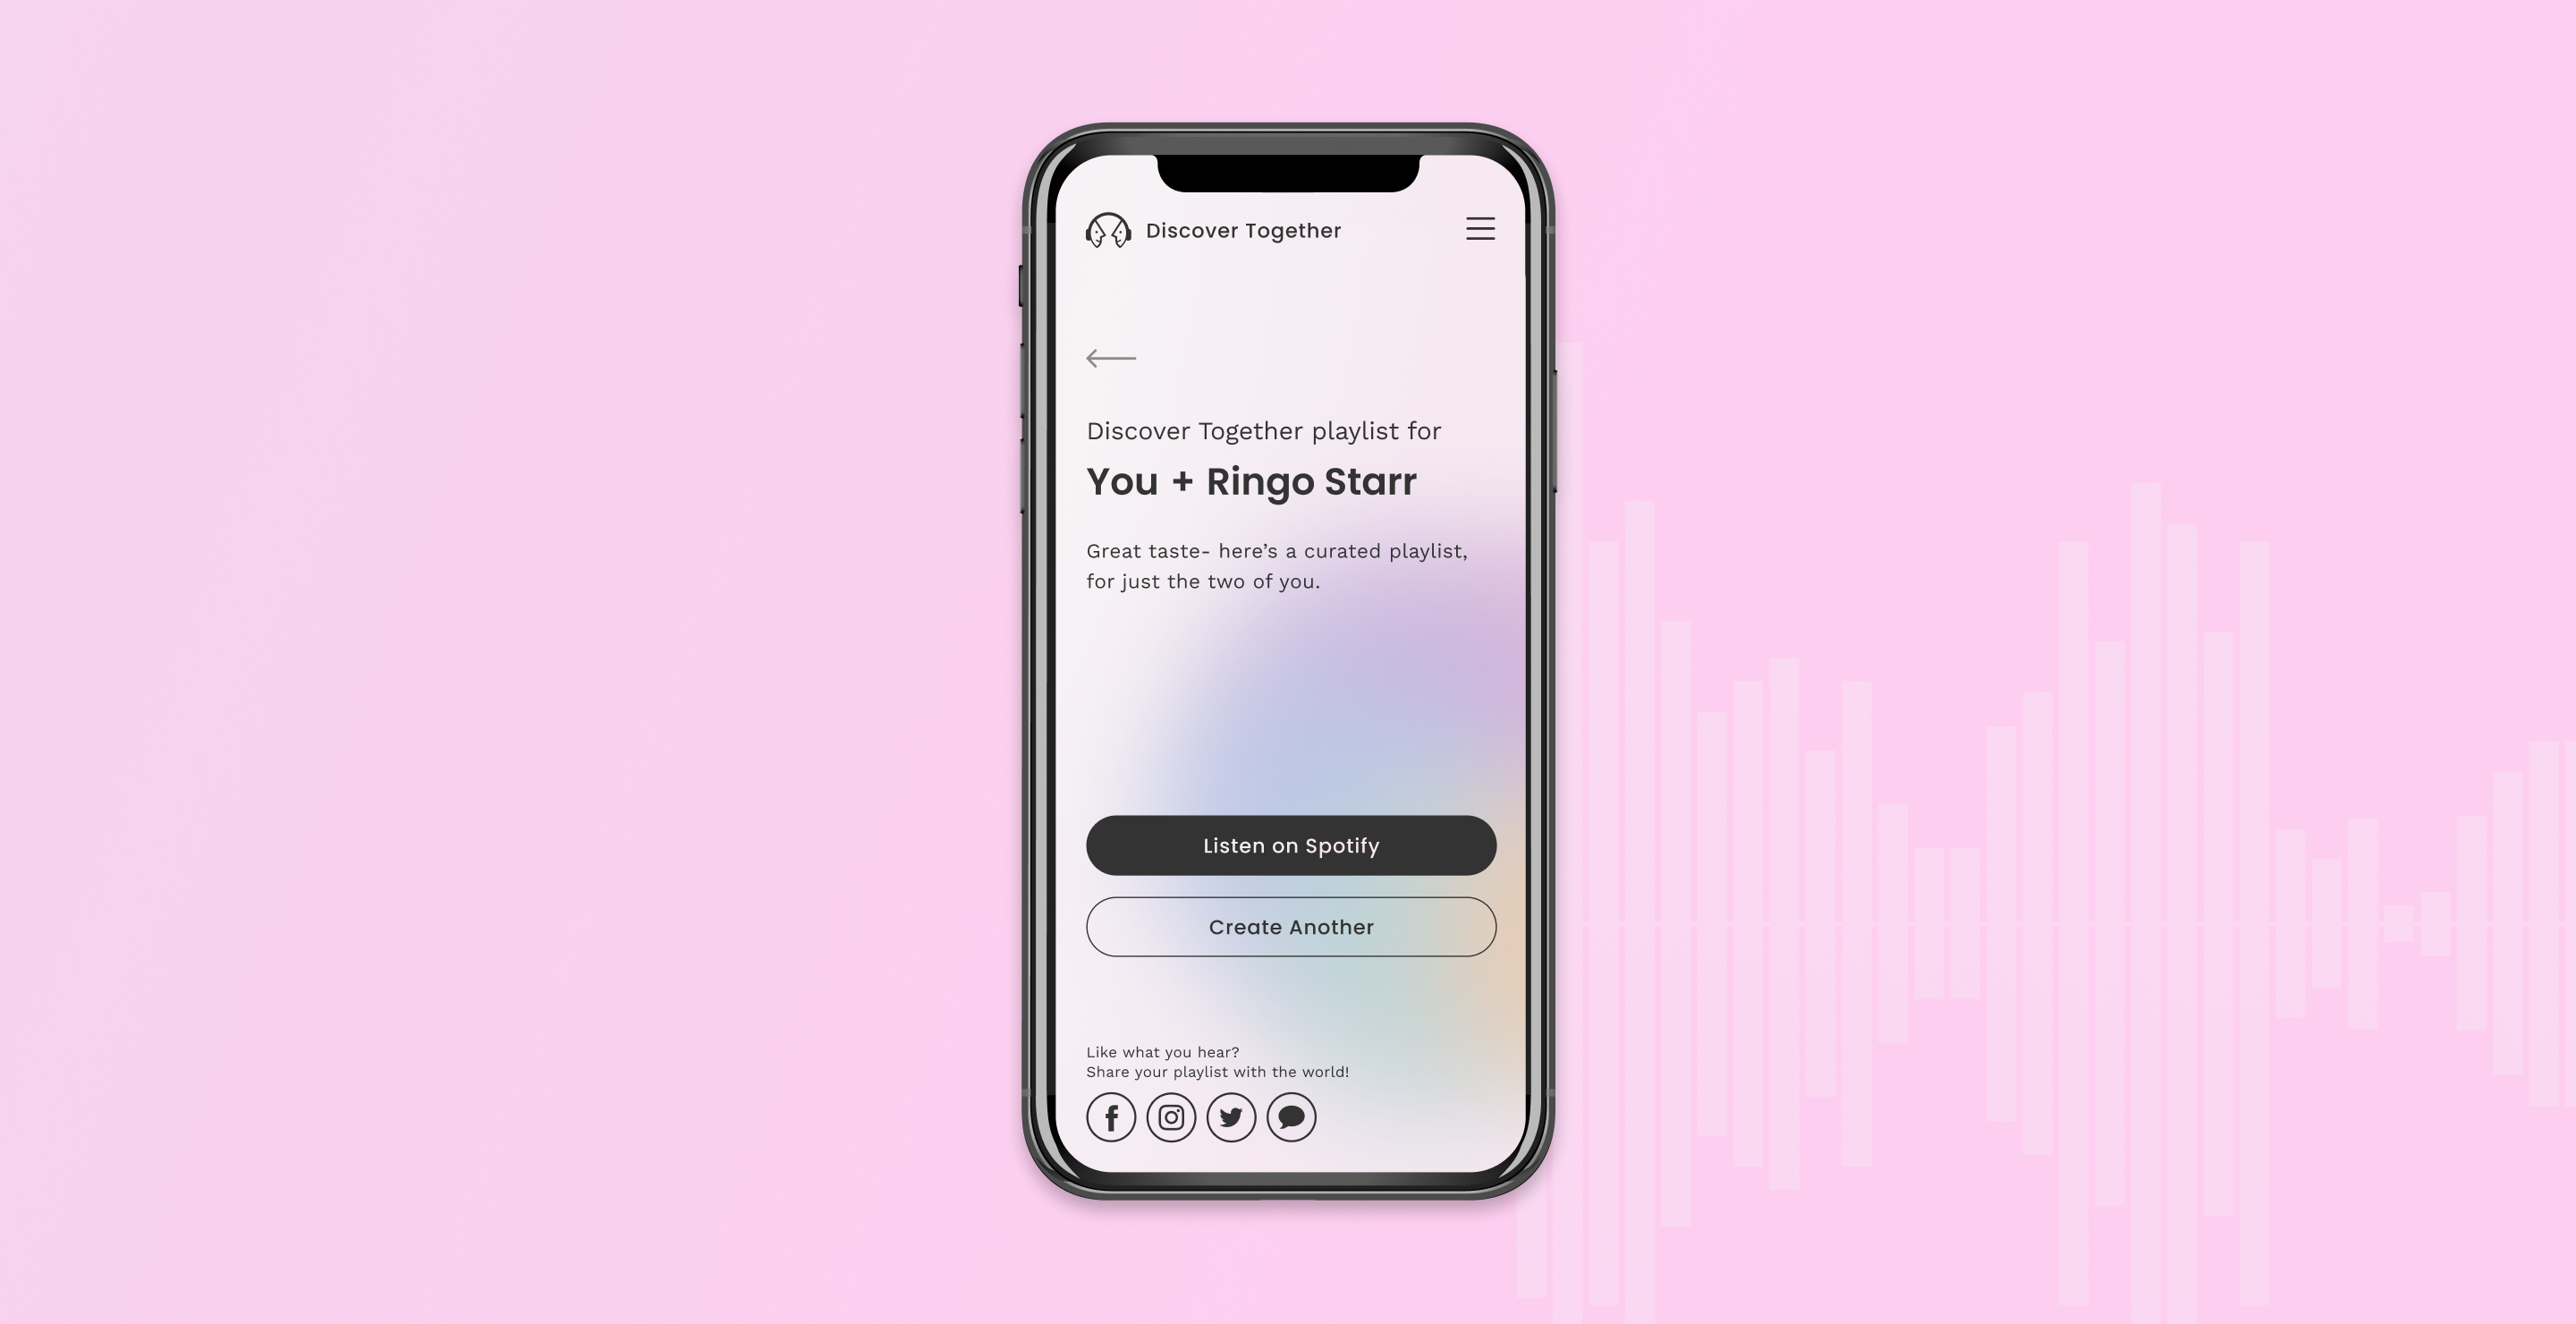 Discover Together
Discover Together playlist for
You + Ringo Starr
Great taste- here’s a curated playlist,
for just the two of you.
Listen on Spotify
Create Another
Like what you hear?
Share your playlist with the world!